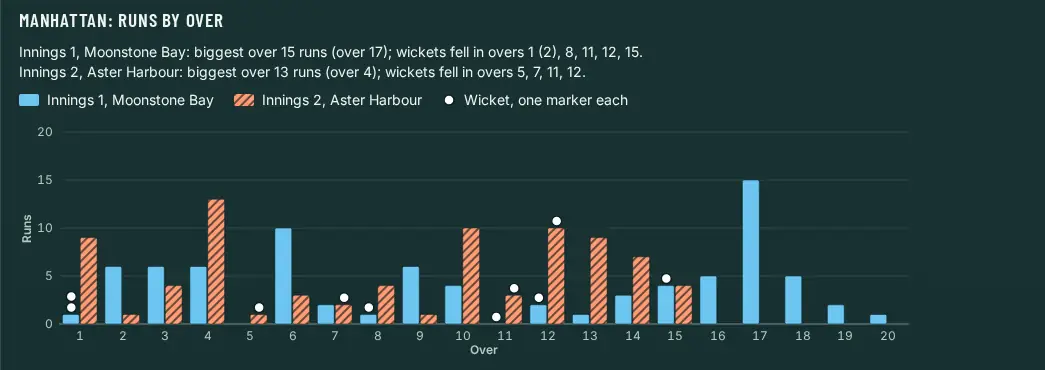 MANHATTAN: RUNS BY OVER
Innings 1, Moonstone Bay: biggest over 15 runs (over 17); wickets fell in overs 1 (2), 8, 11, 12, 15.
Innings 2, Aster Harbour: biggest over 13 runs (over 4); wickets fell in overs 5, 7, 11, 12.
Innings 1, Moonstone Bay Innings 2, Aster Harbour Wicket, one marker each
20
15
10
5
0
Runs
1 2 3 4 5 6 7 8 9 10 11 12 13 14 15 16 17 18 19 20
Over